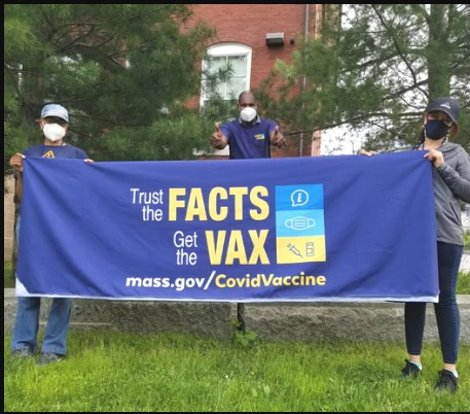 Trust the FACTS
Get the VAX
mass.gov/CovidVaccine